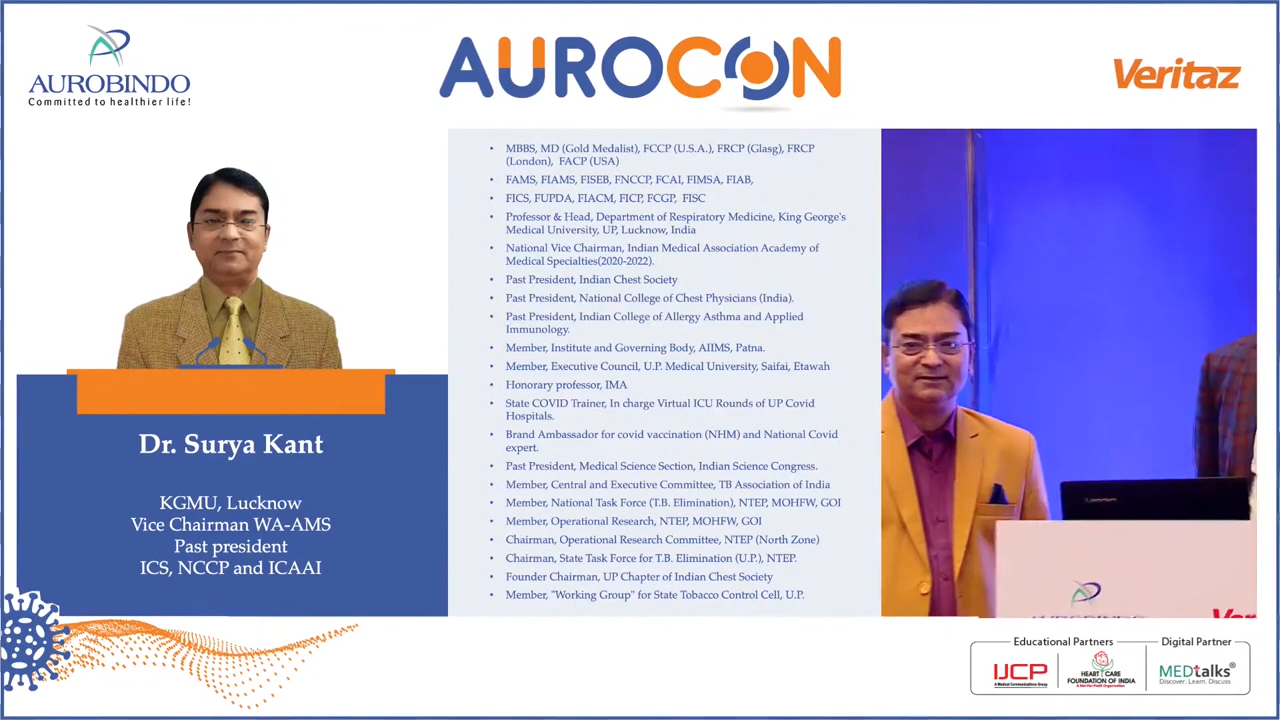 AUROBINDO
Committed to healthier life!
AUROCON
Veritaz
Dr. Surya Kant
KGMU, Lucknow
Vice Chairman WA-AMS
Past president
ICS, NCCP and ICAAI
• MBBS, MD (Gold Medalist), FCCP (U.S.A.), FRCP (Glasg), FRCP
(London), FACP (USA)
• FAMS, FIAMS, FISEB, FNCCP, FCAI, FIMSA, FIAB,
• FICS, FUPDA, FIACM, FICP, FCGP, FISC
• Professor & Head, Department of Respiratory Medicine, King George's
Medical University, UP, Lucknow, India
• National Vice Chairman, Indian Medical Association Academy of
Medical Specialties(2020-2022).
• Past President, Indian Chest Society
• Past President, National College of Chest Physicians (India).
• Past President, Indian College of Allergy Asthma and Applied
Immunology.
• Member, Institute and Governing Body, AIIMS, Patna.
• Member, Executive Council, U.P. Medical University, Saifai, Etawah
• Honorary professor, IMA
• State COVID Trainer, In charge Virtual ICU Rounds of UP Covid
Hospitals.
• Brand Ambassador for covid vaccination (NHM) and National Covid
expert.
• Past President, Medical Science Section, Indian Science Congress.
• Member, Central and Executive Committee, TB Association of India
• Member, National Task Force (T.B. Elimination), NTEP, MOHFW, GOI
• Member, Operational Research, NTEP, MOHFW, GOI
• Chairman, Operational Research Committee, NTEP (North Zone)
• Chairman, State Task Force for T.B. Elimination (U.P.), NTEP.
• Founder Chairman, UP Chapter of Indian Chest Society
• Member, "Working Group" for State Tobacco Control Cell, U.P.
AUROBINDO
Ver
Educational Partners
Digital Partner
IJCP
A Medical Communications Group
HEART CARE
FOUNDATION OF INDIA
A Non Profit Organization
MEDtalks®
Discover. Learn. Discuss